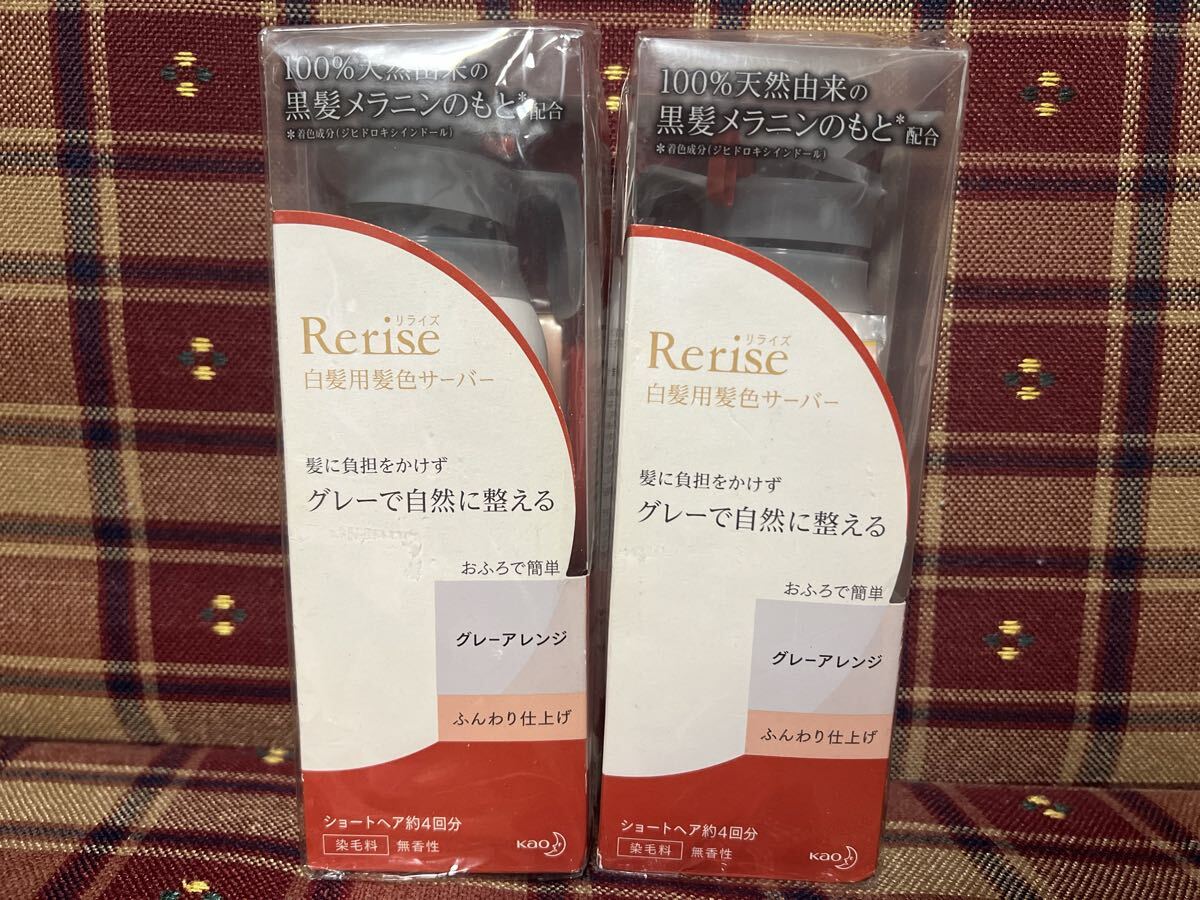 100%天然由来の
黒髪メラニンのもと*配合
*着色成分(ジヒドロキシインドール)
リライズ
Rerise
白髪用髪色サーバー
髪に負担をかけず
グレーで自然に整える
おふろで簡単
グレーアレンジ
ふんわり仕上げ
ショートヘア約4回分
染毛料 無香性
Kao
100%天然由来の
黒髪メラニンのもと*配合
*着色成分(ジヒドロキシインドール)
リライズ
Rerise
白髪用髪色サーバー
髪に負担をかけず
グレーで自然に整える
おふろで簡単
グレーアレンジ
ふんわり仕上げ
ショートヘア約4回分
染毛料 無香性
Kao